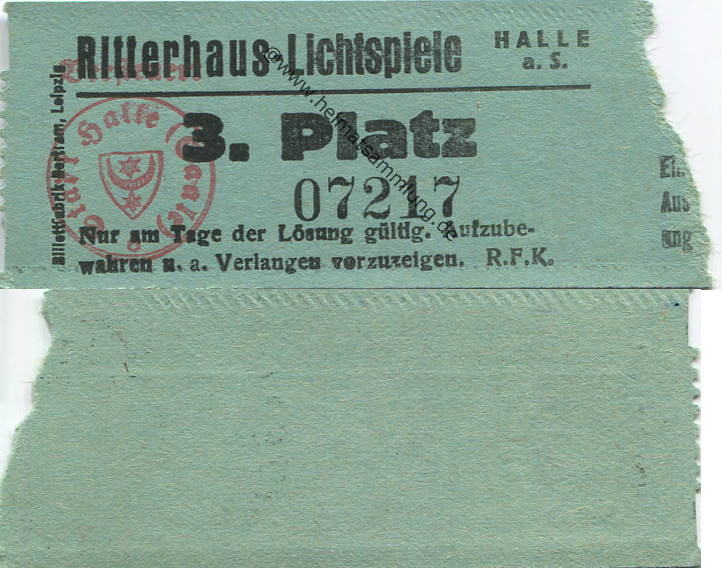 Ritterhaus-Lichtspiele
HALLE
a. S.
3. Platz
07217
Nur am Tage der Lösung gültig. Aufzube-
wahren u. a. Verlangen vorzuzeigen. R.F.K.
Billettfabrik Bertram, Leipzig
Stadt Halle (Saale)
Aus
ung
©www.heimatsammlung.de